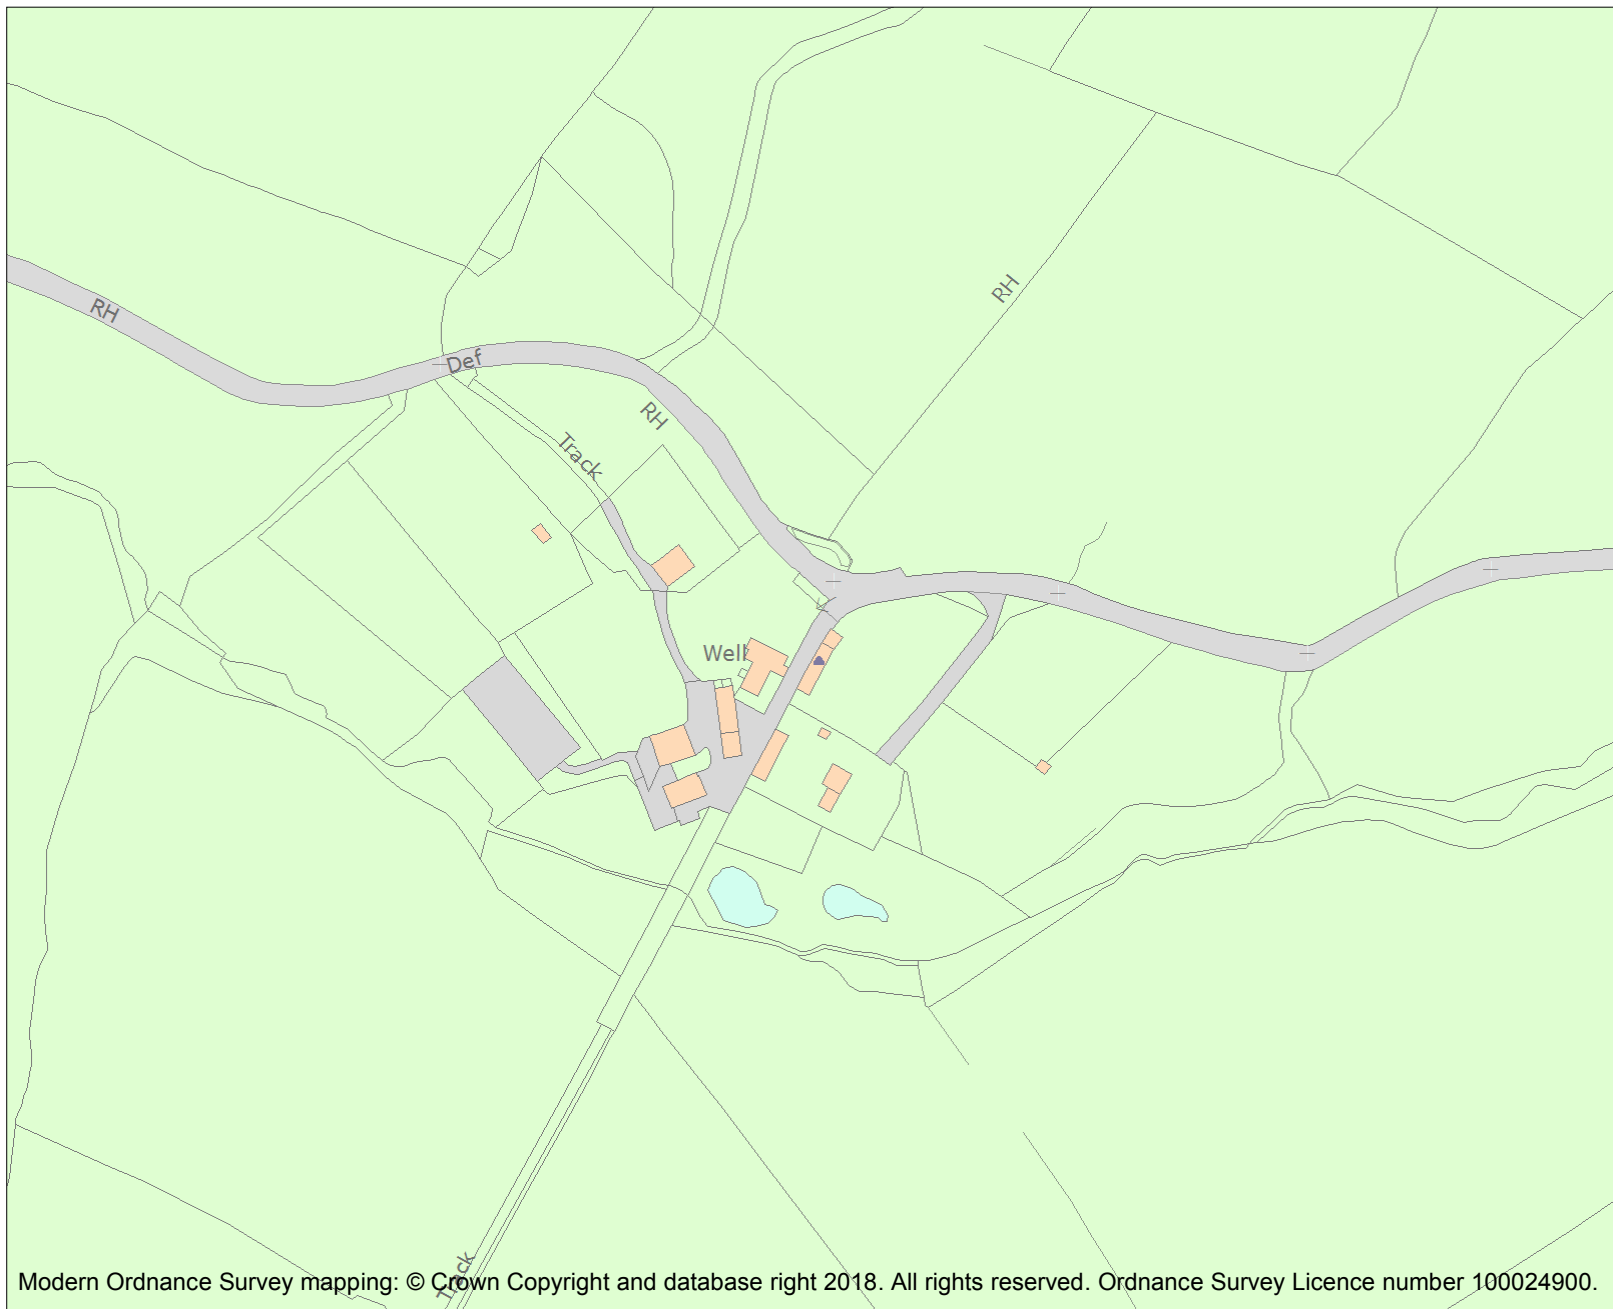 RH
RH
Def
RH
Track
Well
Track
Modern Ordnance Survey mapping: © Crown Copyright and database right 2018. All rights reserved. Ordnance Survey Licence number 100024900.